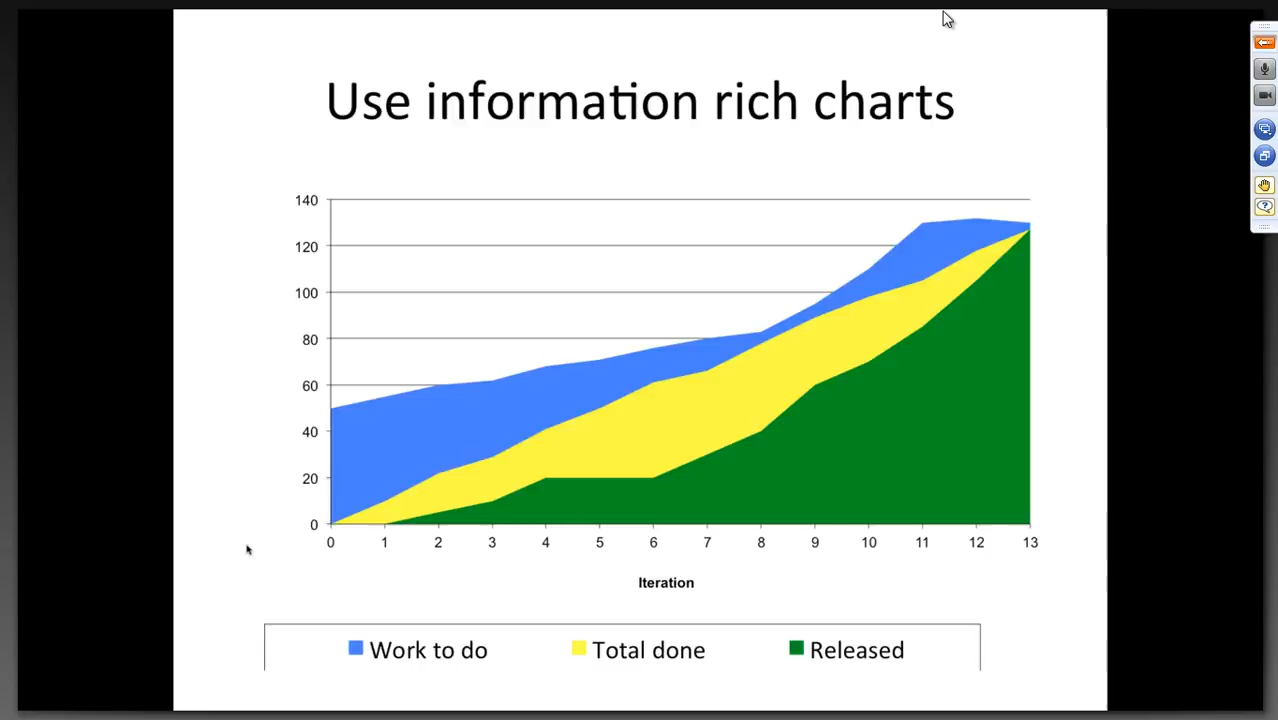 Use information rich charts
140
120
100
80
60
40
20
0
0 1 2 3 4 5 6 7 8 9 10 11 12 13
Iteration
Work to do Total done Released
?